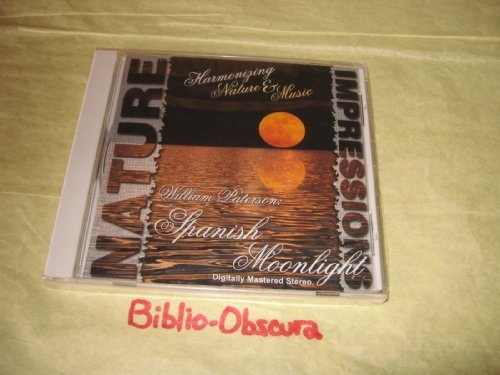 NATURE
IMPRESSIONS
Harmonizing
Nature & Music
William Paterson:
Spanish
Moonlight
Digitally Mastered Stereo
Biblio-Obscura